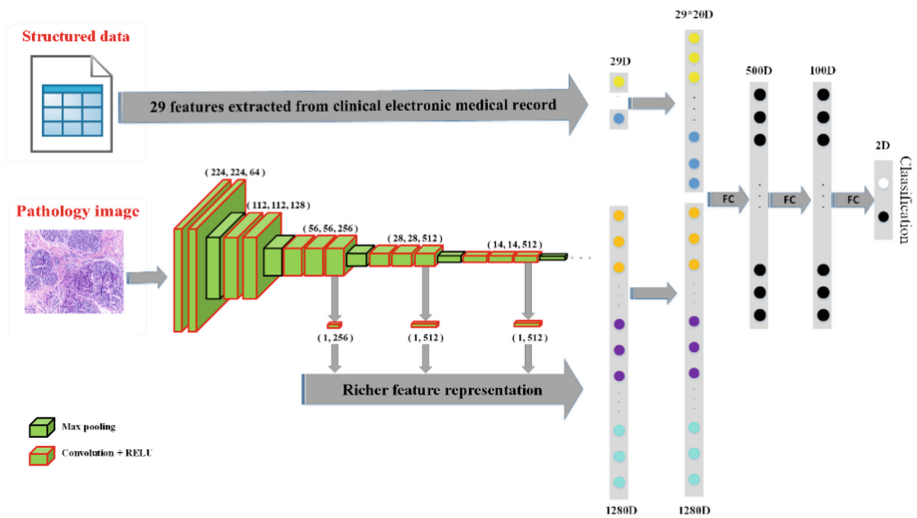 Structured data
29 features extracted from clinical electronic medical record
29D
29*20D
500D
100D
2D
Claasification
FC
FC
FC
Pathology image
( 224, 224, 64 )
( 112, 112, 128 )
( 56, 56, 256 )
( 28, 28, 512 )
( 14, 14, 512 )
( 1, 256 )
( 1, 512 )
( 1, 512 )
Richer feature representation
Max pooling
Convolution + RELU
1280D
1280D